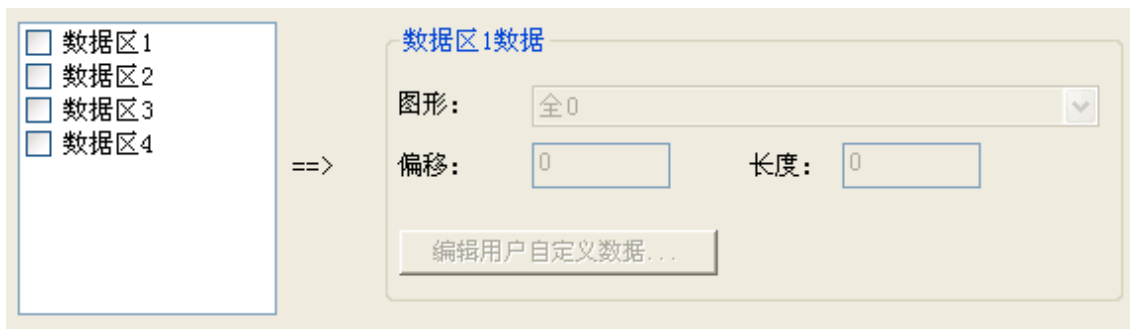 数据区1
数据区2
数据区3
数据区4
==>
数据区1数据
图形： 全0
偏移： 0 长度： 0
编辑用户自定义数据...